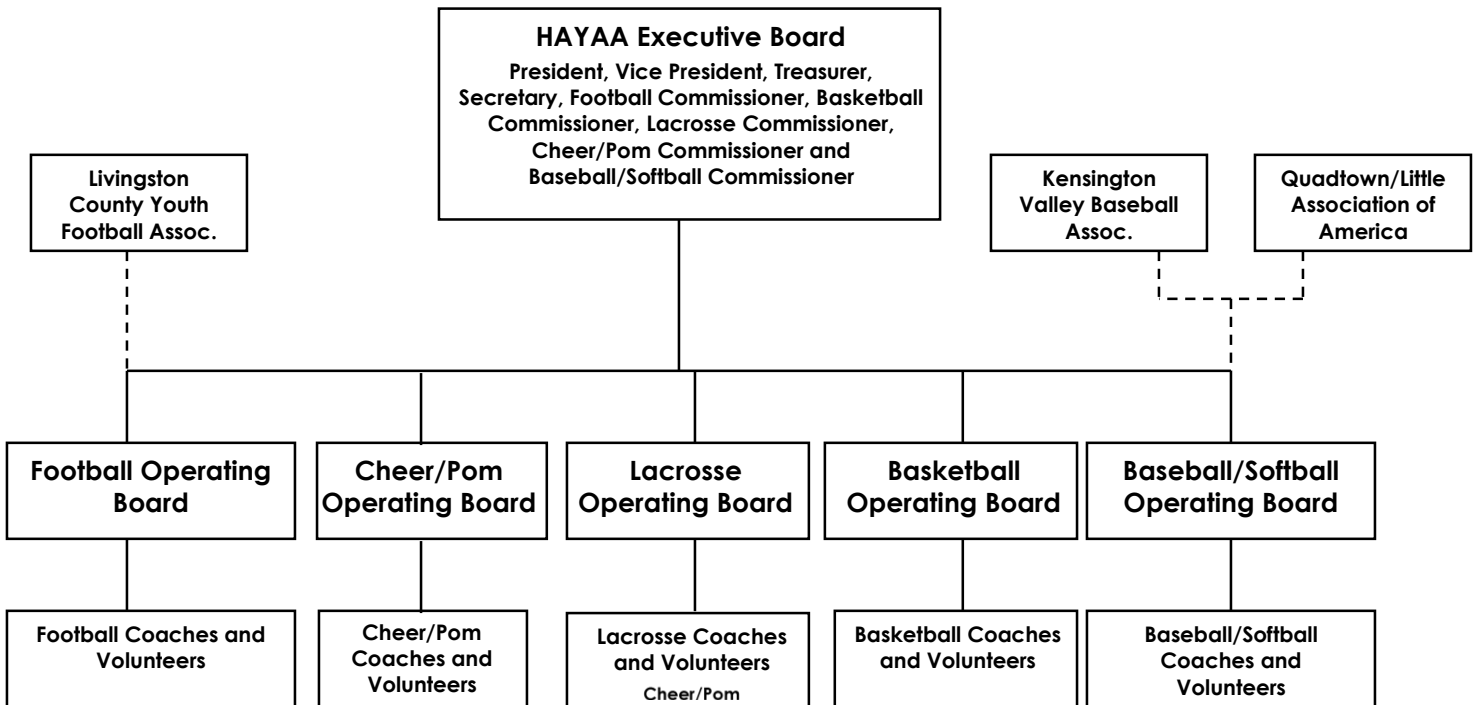 HAYAA Executive Board
President, Vice President, Treasurer,
Secretary, Football Commissioner, Basketball
Commissioner, Lacrosse Commissioner,
Cheer/Pom Commissioner and
Baseball/Softball Commissioner
Livingston
County Youth
Football Assoc.
Kensington
Valley Baseball
Assoc.
Quadtown/Little
Association of
America
Football Operating
Board
Cheer/Pom
Operating Board
Lacrosse
Operating Board
Basketball
Operating Board
Baseball/Softball
Operating Board
Football Coaches and
Volunteers
Cheer/Pom
Coaches and
Volunteers
Lacrosse Coaches
and Volunteers
Cheer/Pom
Basketball Coaches
and Volunteers
Baseball/Softball
Coaches and
Volunteers